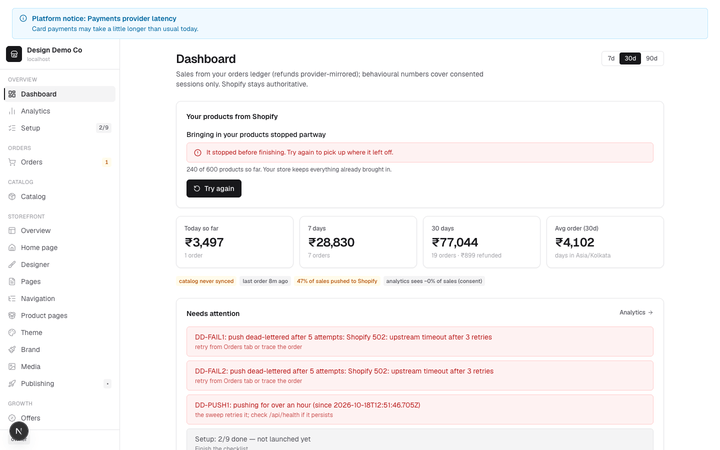 Platform notice: Payments provider latency
Card payments may take a little longer than usual today.
Design Demo Co
localhost
OVERVIEW
Dashboard
Analytics
Setup 2/9
ORDERS
Orders 1
CATALOG
Catalog
STOREFRONT
Overview
Home page
Designer
Pages
Navigation
Product pages
Theme
Brand
Media
Publishing
GROWTH
Offers
N
Dashboard
7d 30d 90d
Sales from your orders ledger (refunds provider-mirrored); behavioural numbers cover consented
sessions only. Shopify stays authoritative.
Your products from Shopify
Bringing in your products stopped partway
It stopped before finishing. Try again to pick up where it left off.
240 of 600 products so far. Your store keeps everything already brought in.
Try again
Today so far
₹3,497
1 order
7 days
₹28,830
7 orders
30 days
₹77,044
19 orders · ₹899 refunded
Avg order (30d)
₹4,102
days in Asia/Kolkata
catalog never synced last order 8m ago 47% of sales pushed to Shopify analytics sees ~0% of sales (consent)
Needs attention
Analytics →
DD-FAIL1: push dead-lettered after 5 attempts: Shopify 502: upstream timeout after 3 retries
retry from Orders tab or trace the order
DD-FAIL2: push dead-lettered after 5 attempts: Shopify 502: upstream timeout after 3 retries
retry from Orders tab or trace the order
DD-PUSH1: pushing for over an hour (since 2026-10-18T12:51:46.705Z)
the sweep retries it; check /api/health if it persists
Setup: 2/9 done — not launched yet
Finish the checklist